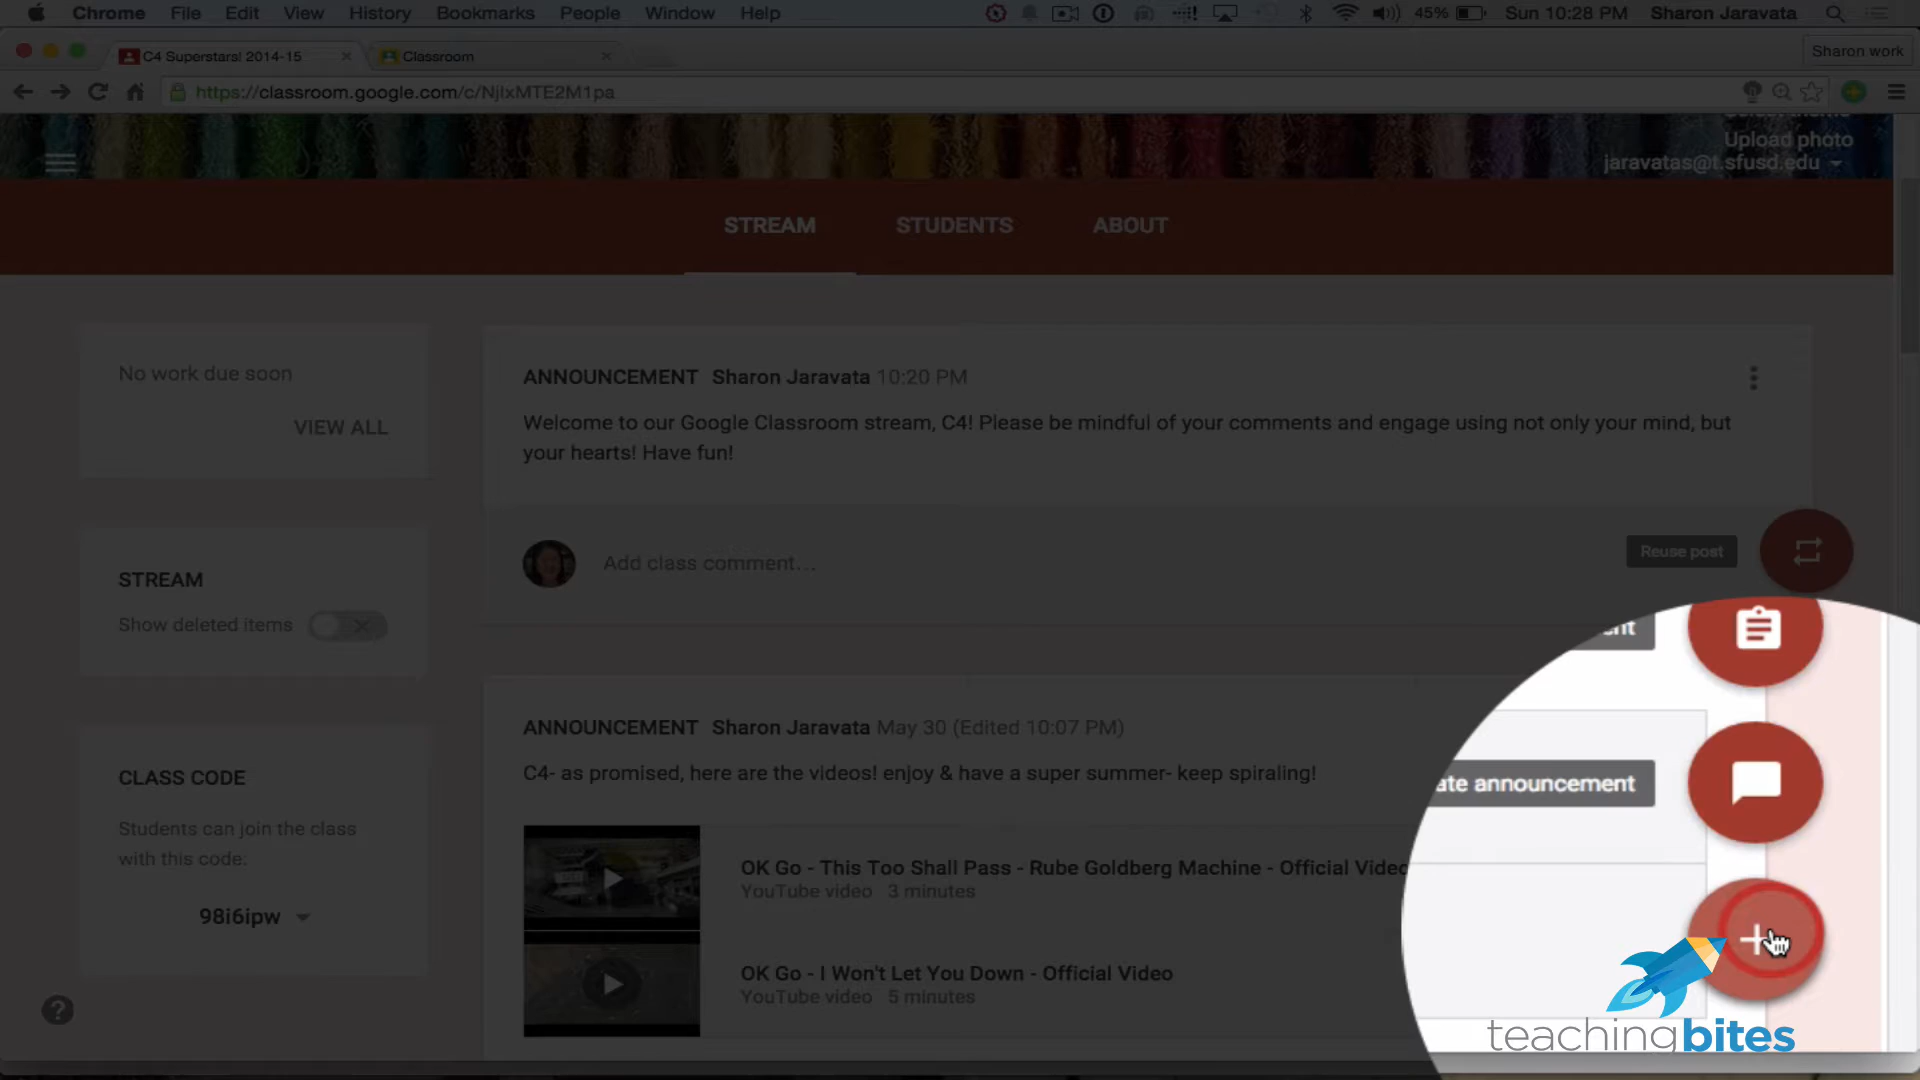 Chrome File Edit View History Bookmarks People Window Help 45% Sun 10:28 PM Sharon Jaravata
C4 Superstars! 2014-15 Classroom Sharon work
https://classroom.google.com/c/NjIxMTE2M1pa
Upload photo
jaravatas@t.sfusd.edu
STREAM STUDENTS ABOUT
No work due soon
VIEW ALL
ANNOUNCEMENT Sharon Jaravata 10:20 PM
Welcome to our Google Classroom stream, C4! Please be mindful of your comments and engage using not only your mind, but
your hearts! Have fun!
Add class comment...
Reuse post
STREAM
Show deleted items
ANNOUNCEMENT Sharon Jaravata May 30 (Edited 10:07 PM)
C4- as promised, here are the videos! enjoy & have a super summer- keep spiraling!
ate announcement
CLASS CODE
Students can join the class
with this code:
98i6ipw
OK Go - This Too Shall Pass - Rube Goldberg Machine - Official Video
YouTube video 3 minutes
OK Go - I Won't Let You Down - Official Video
YouTube video 5 minutes
teachingbites